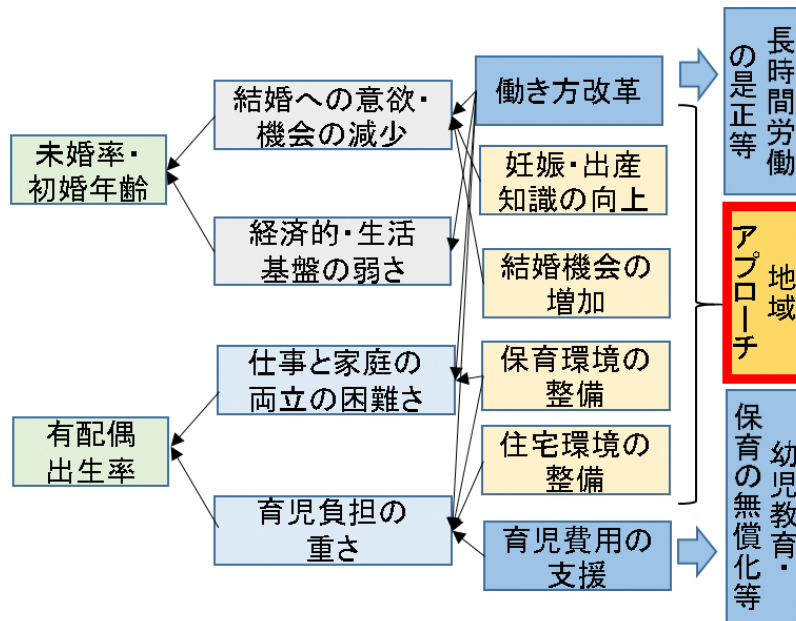 未婚率・
初婚年齢
有配偶
出生率
結婚への意欲・
機会の減少
経済的・生活
基盤の弱さ
仕事と家庭の
両立の困難さ
育児負担の
重さ
働き方改革
妊娠・出産
知識の向上
結婚機会の
増加
保育環境の
整備
住宅環境の
整備
育児費用の
支援
長時間労働
の是正等
地域
アプローチ
幼児教育・
保育の無償化等